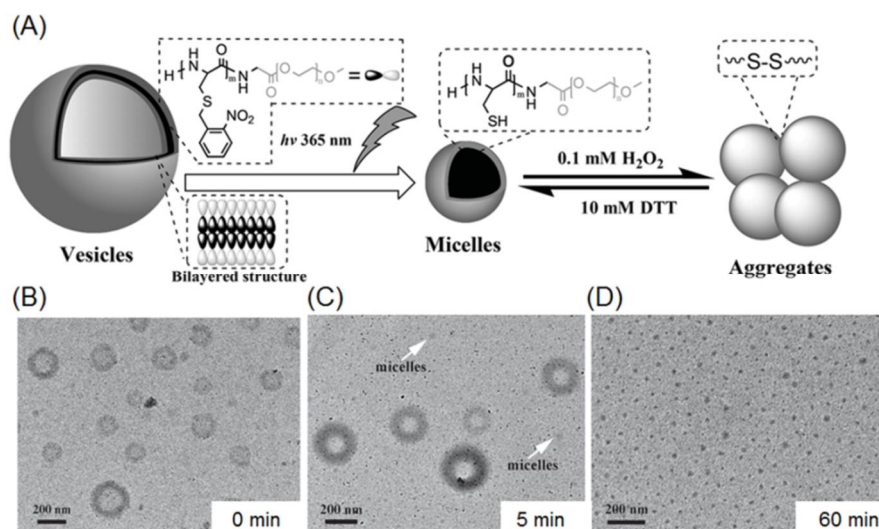 (A)
H
H
N
O
m
N
H
O
O
n
O
=
S
NO₂
hν 365 nm
Vesicles
Bilayered structure
H
H
N
O
m
N
H
O
O
n
O
SH
Micelles
0.1 mM H₂O₂
10 mM DTT
S-S
Aggregates
(B)
200 nm
0 min
(C)
micelles
micelles
200 nm
5 min
(D)
200 nm
60 min